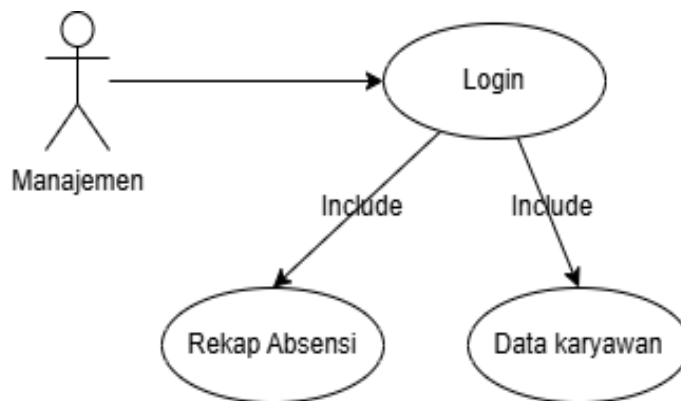 Login
Manajemen
Include
Include
Rekap Absensi
Data karyawan